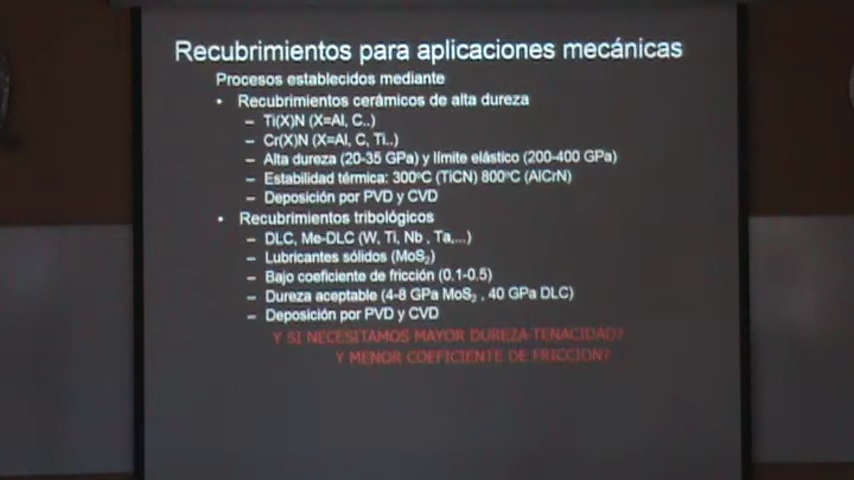 Recubrimientos para aplicaciones mecánicas
Procesos establecidos mediante
• Recubrimientos cerámicos de alta dureza
– Ti(X)N (X=Al, C..)
– Cr(X)N (X=Al, C, Ti..)
– Alta dureza (20-35 GPa) y límite elástico (200-400 GPa)
– Estabilidad térmica: 300ºC (TiCN) 800ºC (AlCrN)
– Deposición por PVD y CVD
• Recubrimientos tribológicos
– DLC, Me-DLC (W, Ti, Nb , Ta,...)
– Lubricantes sólidos (MoS₂)
– Bajo coeficiente de fricción (0.1-0.5)
– Dureza aceptable (4-8 GPa MoS₂ , 40 GPa DLC)
– Deposición por PVD y CVD
Y SI NECESITAMOS MAYOR DUREZA-TENACIDAD?
Y MENOR COEFICIENTE DE FRICCION?